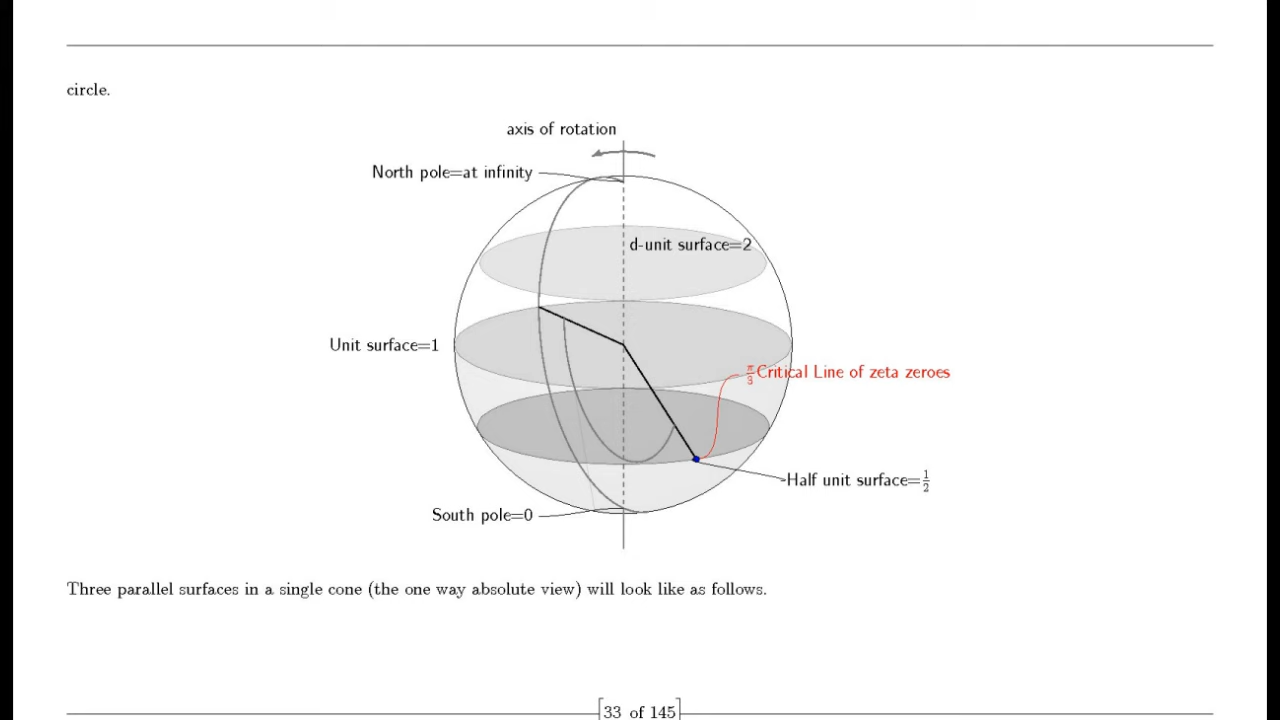 circle.
axis of rotation
North pole=at infinity
d-unit surface=2
Unit surface=1
π/3 Critical Line of zeta zeroes
Half unit surface=1/2
South pole=0
Three parallel surfaces in a single cone (the one way absolute view) will look like as follows.
33 of 145